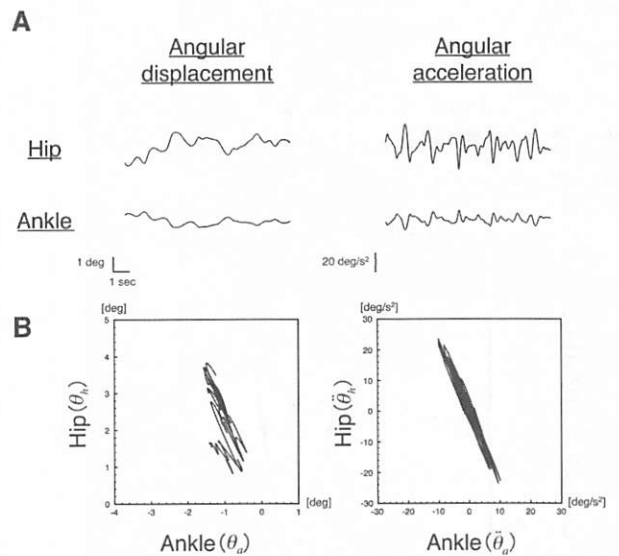 A
Angular
displacement
Angular
acceleration
Hip
Ankle
1 deg
1 sec
20 deg/s²
B
[deg]
5
4
3
2
1
0
-4
-3
-2
-1
0
1
[deg]
Hip(θh)
Ankle(θa)
[deg/s²]
30
20
10
0
-10
-20
-30
-30
-20
-10
0
10
20
30
[deg/s²]
Hip(θ̈h)
Ankle(θ̈a)